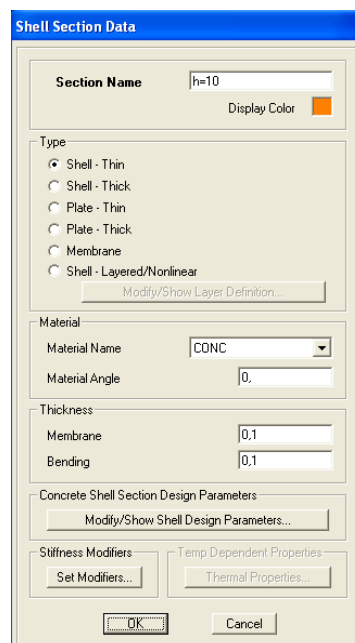 Shell Section Data
Section Name h=10
Display Color
Type
Shell - Thin
Shell - Thick
Plate - Thin
Plate - Thick
Membrane
Shell - Layered/Nonlinear
Modify/Show Layer Definition...
Material
Material Name CONC
Material Angle 0,
Thickness
Membrane 0,1
Bending 0,1
Concrete Shell Section Design Parameters
Modify/Show Shell Design Parameters...
Stiffness Modifiers Temp Dependent Properties
Set Modifiers... Thermal Properties...
OK Cancel